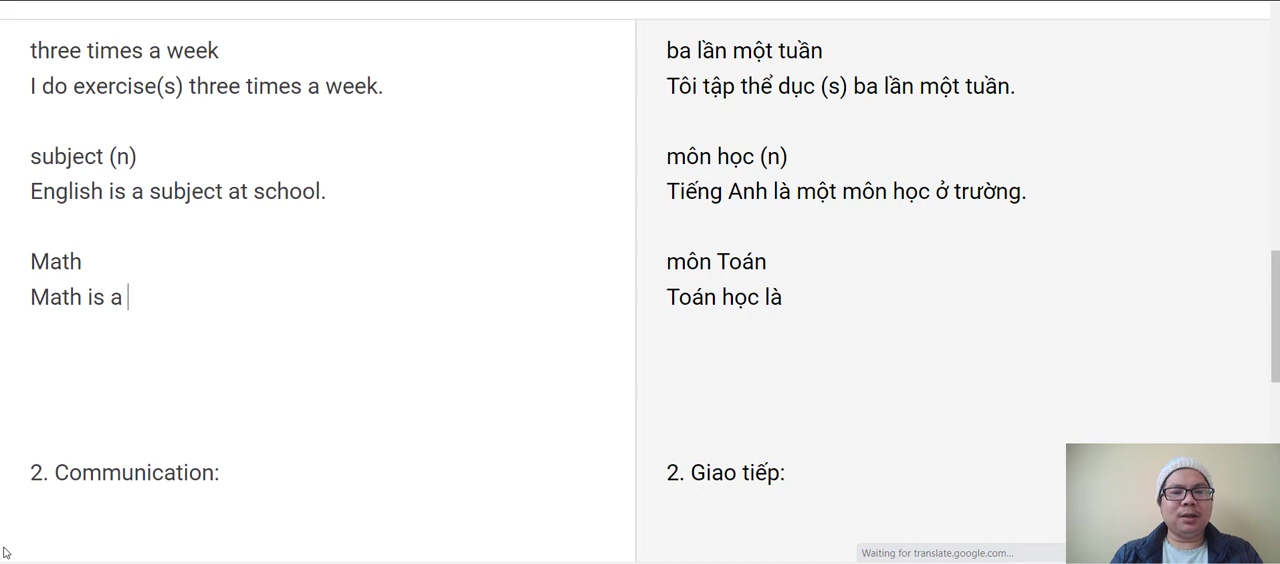 three times a week
I do exercise(s) three times a week.
subject (n)
English is a subject at school.
Math
Math is a
2. Communication:
ba lần một tuần
Tôi tập thể dục (s) ba lần một tuần.
môn học (n)
Tiếng Anh là một môn học ở trường.
môn Toán
Toán học là
2. Giao tiếp:
Waiting for translate.google.com...